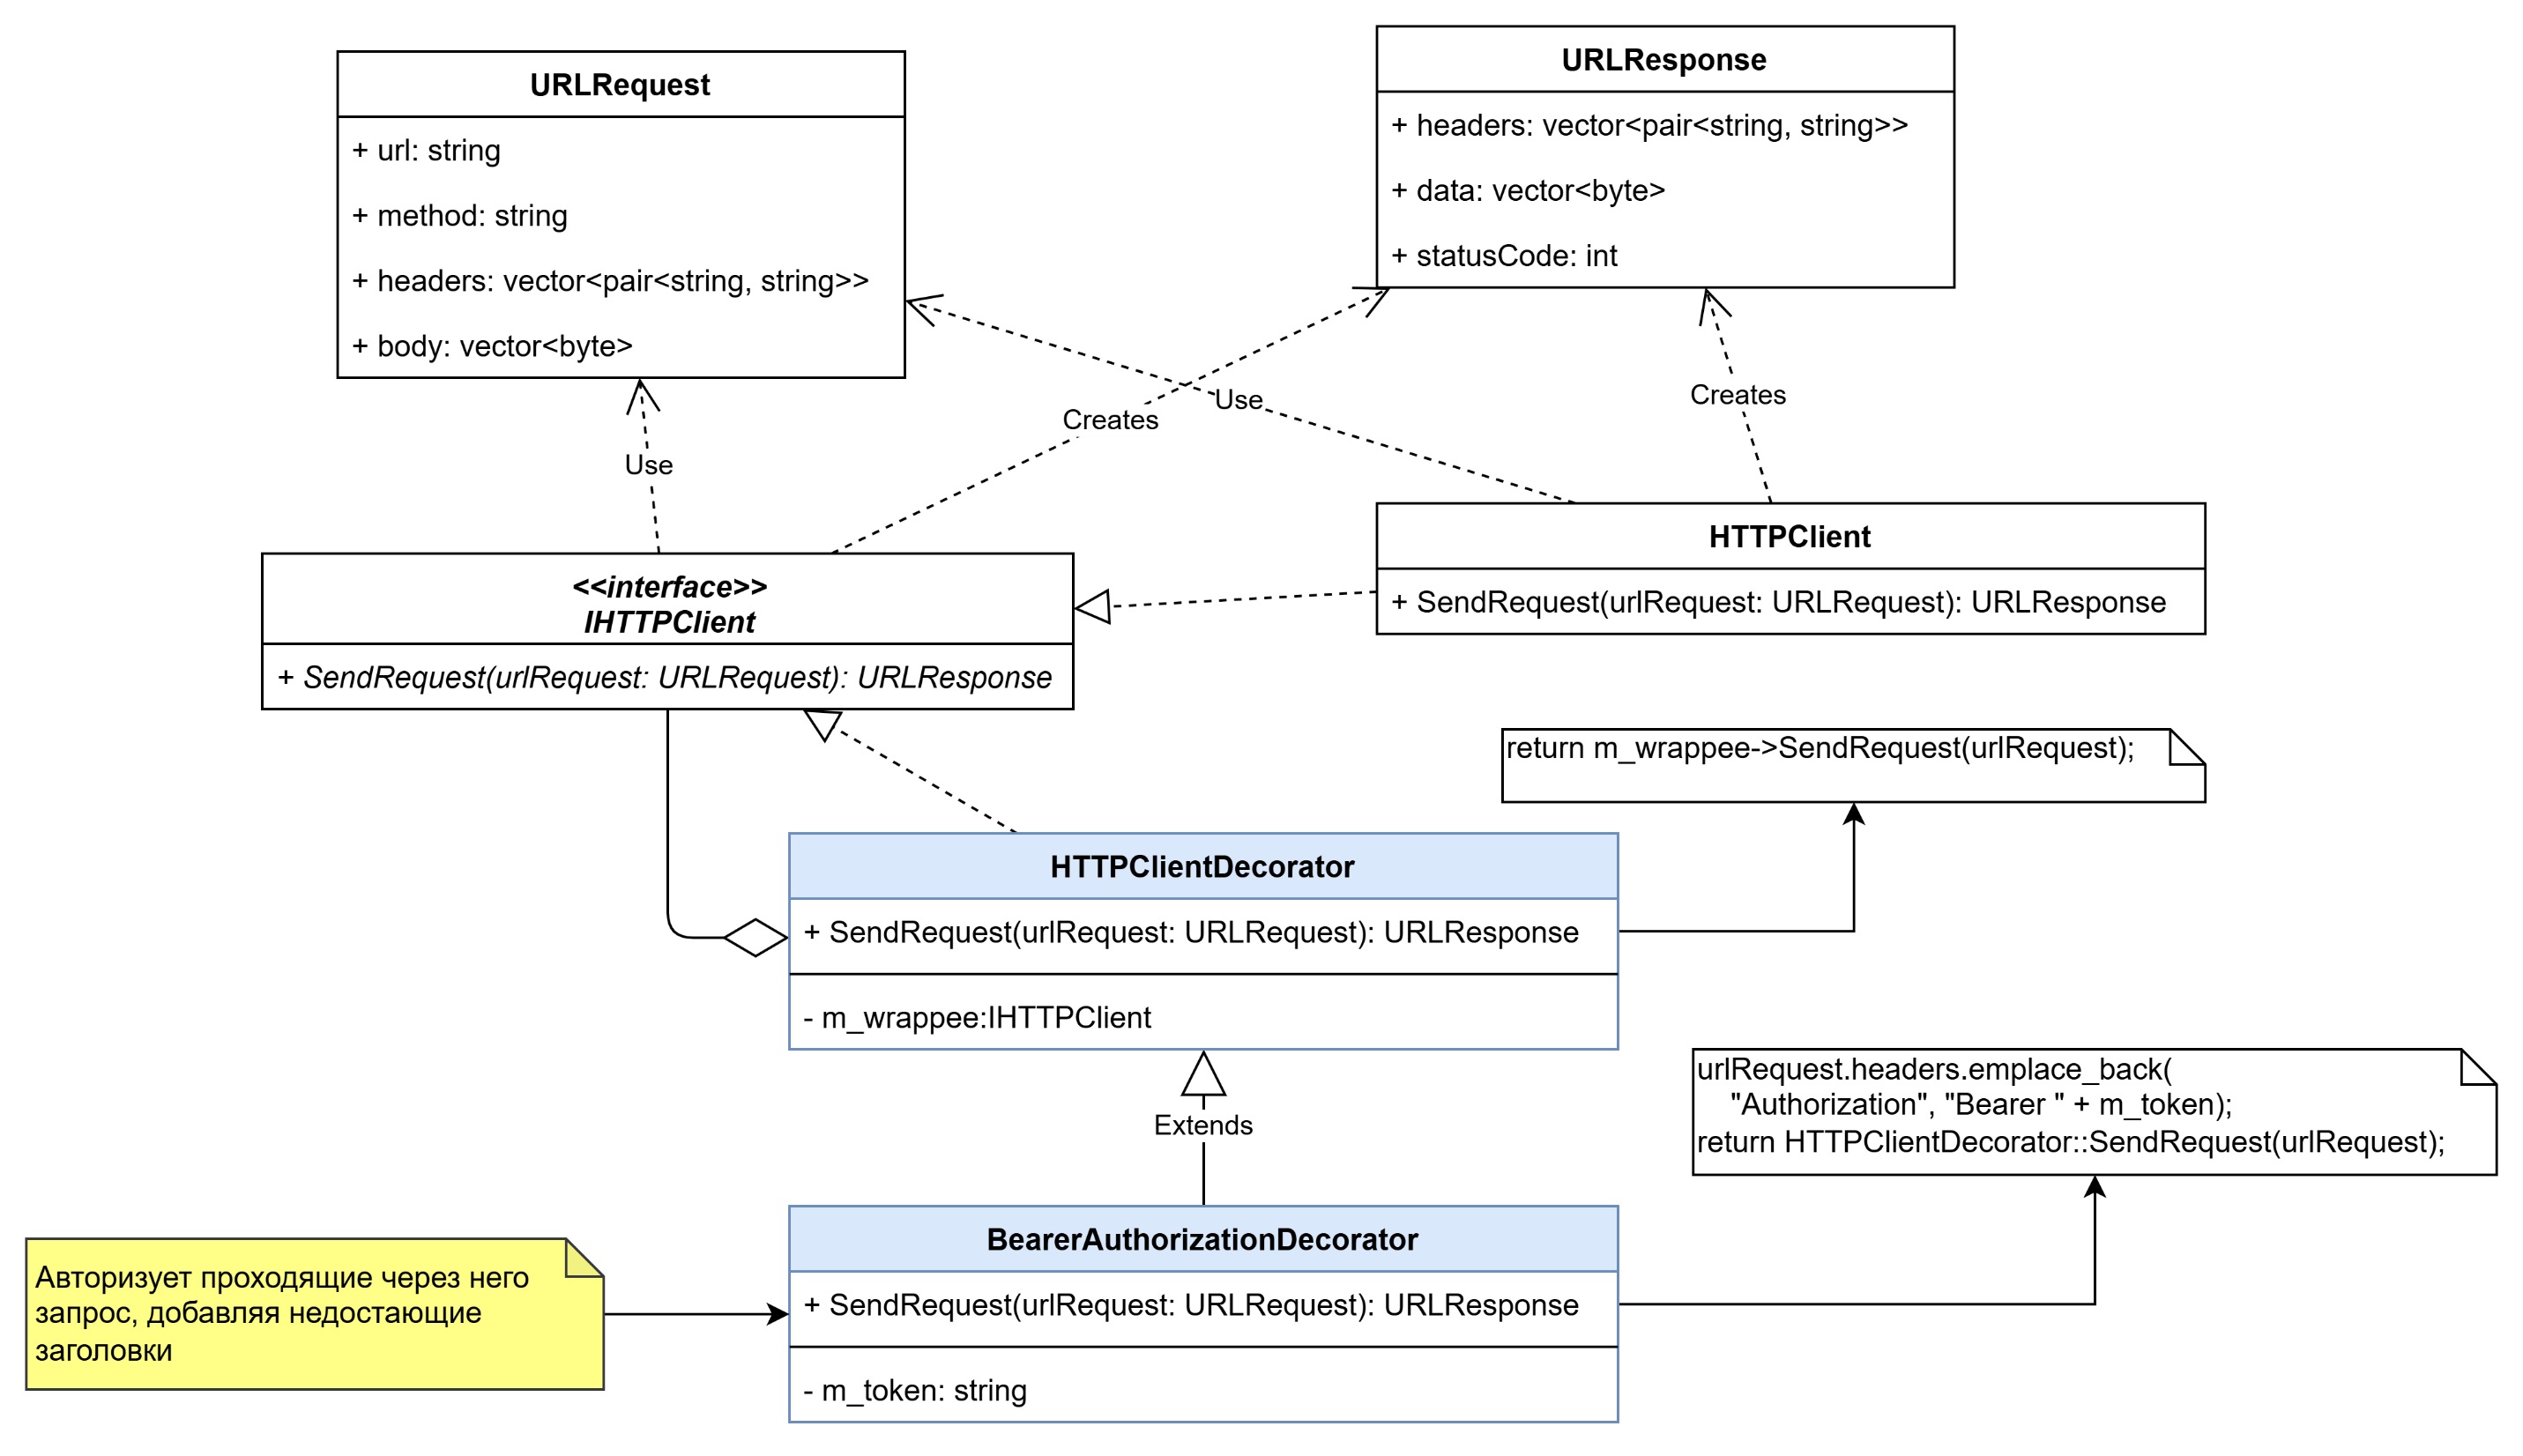 URLRequest
+ url: string
+ method: string
+ headers: vector<pair<string, string>>
+ body: vector<byte>
URLResponse
+ headers: vector<pair<string, string>>
+ data: vector<byte>
+ statusCode: int
Use
Creates
Use
Creates
<<interface>>
IHTTPClient
+ SendRequest(urlRequest: URLRequest): URLResponse
HTTPClient
+ SendRequest(urlRequest: URLRequest): URLResponse
return m_wrappee->SendRequest(urlRequest);
HTTPClientDecorator
+ SendRequest(urlRequest: URLRequest): URLResponse
- m_wrappee:IHTTPClient
Extends
urlRequest.headers.emplace_back(
"Authorization", "Bearer " + m_token);
return HTTPClientDecorator::SendRequest(urlRequest);
Авторизует проходящие через него
запрос, добавляя недостающие
заголовки
BearerAuthorizationDecorator
+ SendRequest(urlRequest: URLRequest): URLResponse
- m_token: string